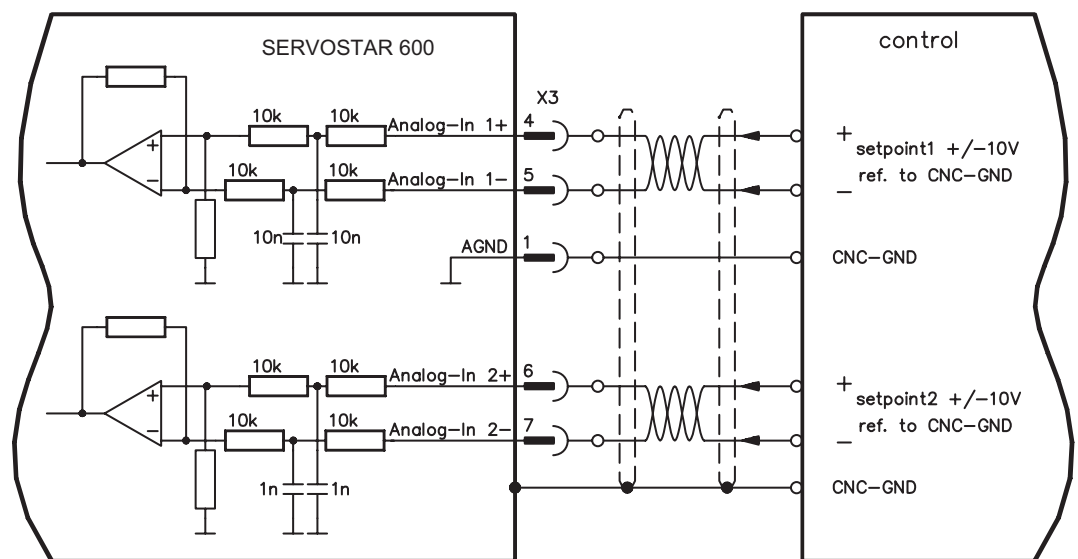 SERVOSTAR 600
control
X3
10k
10k
Analog-In 1+
4
+
+
setpoint1 +/-10V
−
10k
10k
Analog-In 1−
5
ref. to CNC-GND
−
10n
10n
AGND
1
CNC-GND
10k
10k
Analog-In 2+
6
+
+
setpoint2 +/-10V
−
10k
10k
Analog-In 2−
7
ref. to CNC-GND
−
1n
1n
CNC-GND